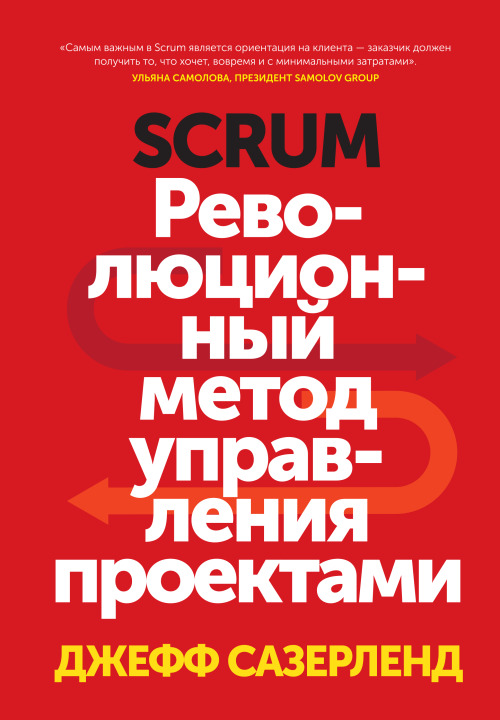 «Самым важным в Scrum является ориентация на клиента — заказчик должен
получить то, что хочет, вовремя и с минимальными затратами».
УЛЬЯНА САМОЛОВА, ПРЕЗИДЕНТ SAMOLOV GROUP
SCRUM
Рево-
люцион-
ный
метод
управ-
ления
проектами
ДЖЕФФ САЗЕРЛЕНД